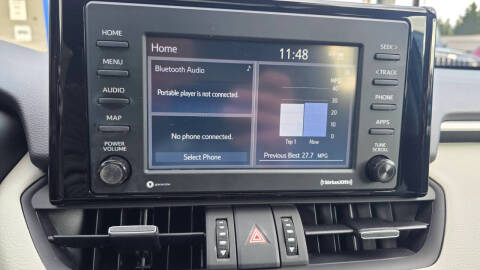 HOME
MENU
AUDIO
MAP
POWER
VOLUME
Home
11:48
Bluetooth Audio
Portable player is not connected.
No phone connected.
Select Phone
MPG
40
30
20
10
0
Trip 1 Now
Previous Best 27.7 MPG
SEEK>
<TRACK
PHONE
APPS
TUNE
SCROLL
((SiriusXM))